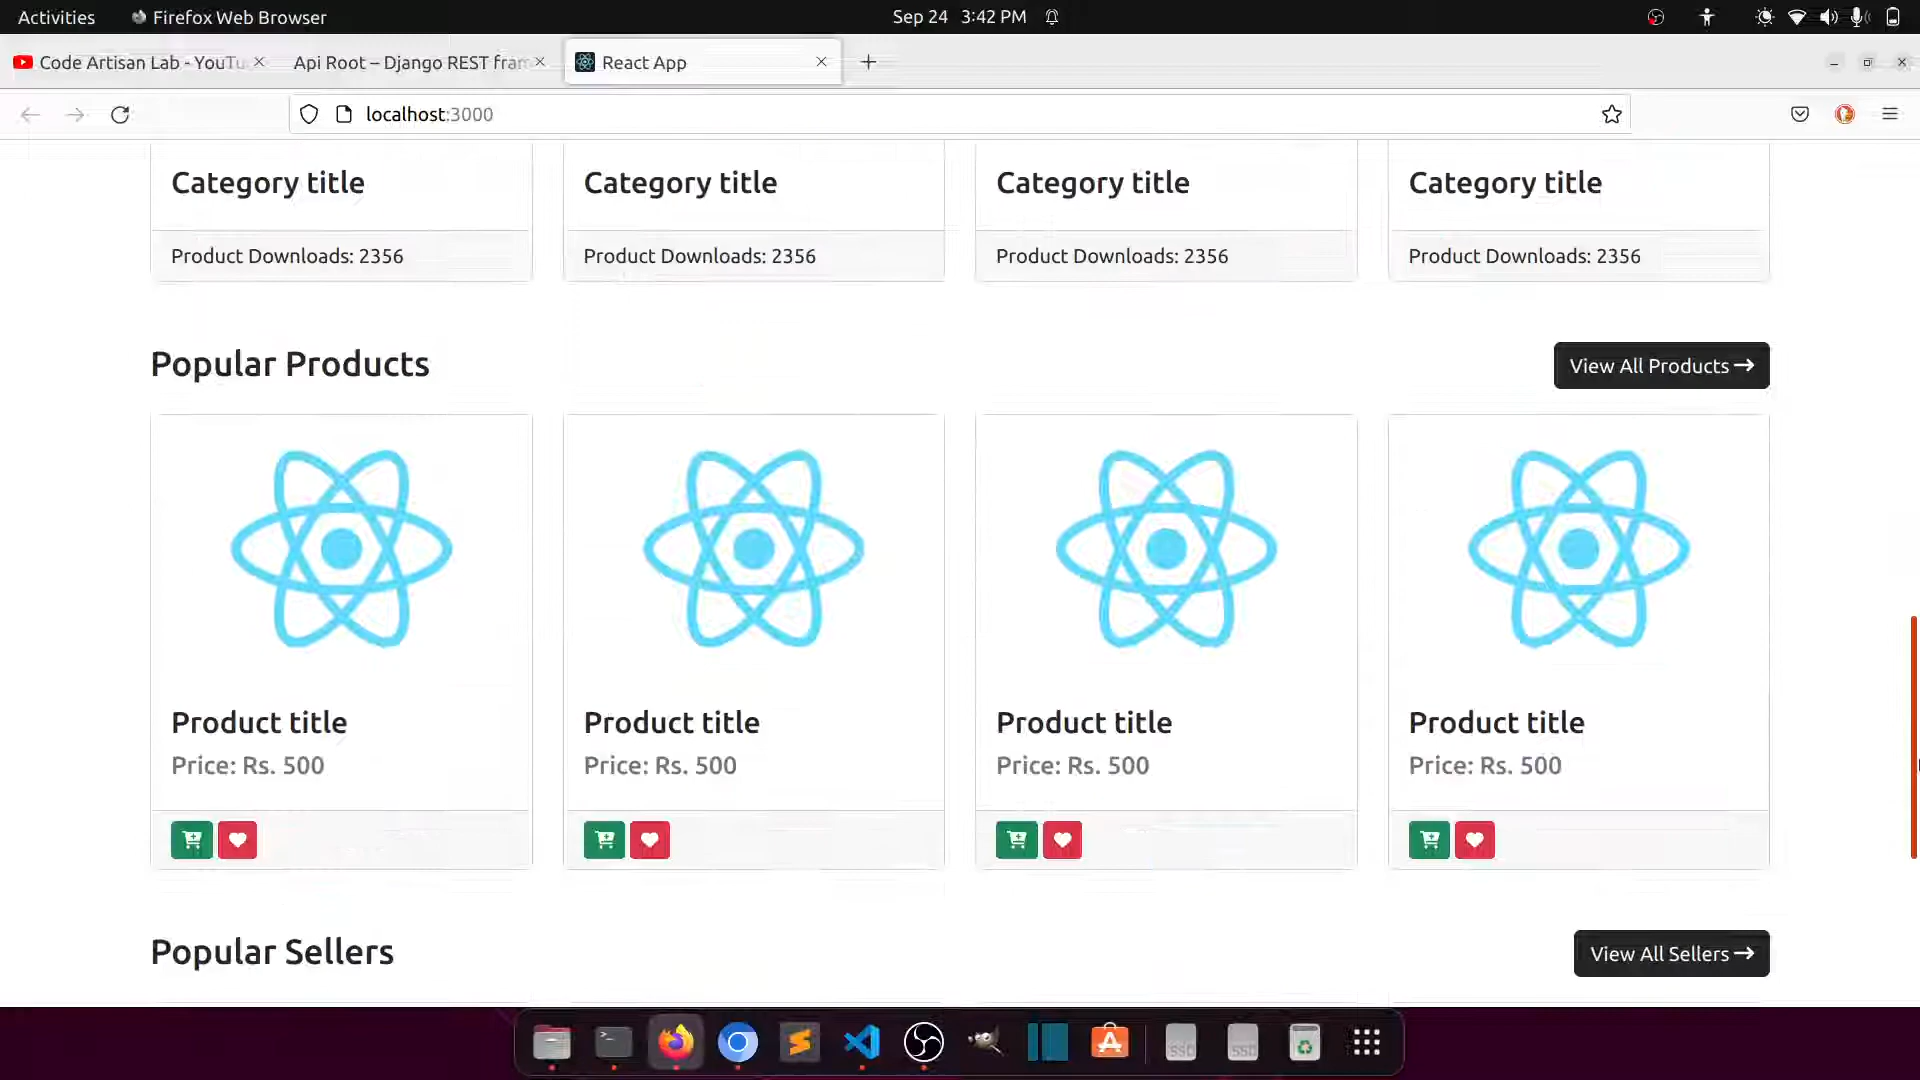 Activities Firefox Web Browser Sep 24 3:42 PM
Code Artisan Lab - YouTu Api Root – Django REST fram React App
localhost:3000
Category title Category title Category title Category title
Product Downloads: 2356 Product Downloads: 2356 Product Downloads: 2356 Product Downloads: 2356
Popular Products View All Products
Product title Product title Product title Product title
Price: Rs. 500 Price: Rs. 500 Price: Rs. 500 Price: Rs. 500
Popular Sellers View All Sellers
SSD SSD